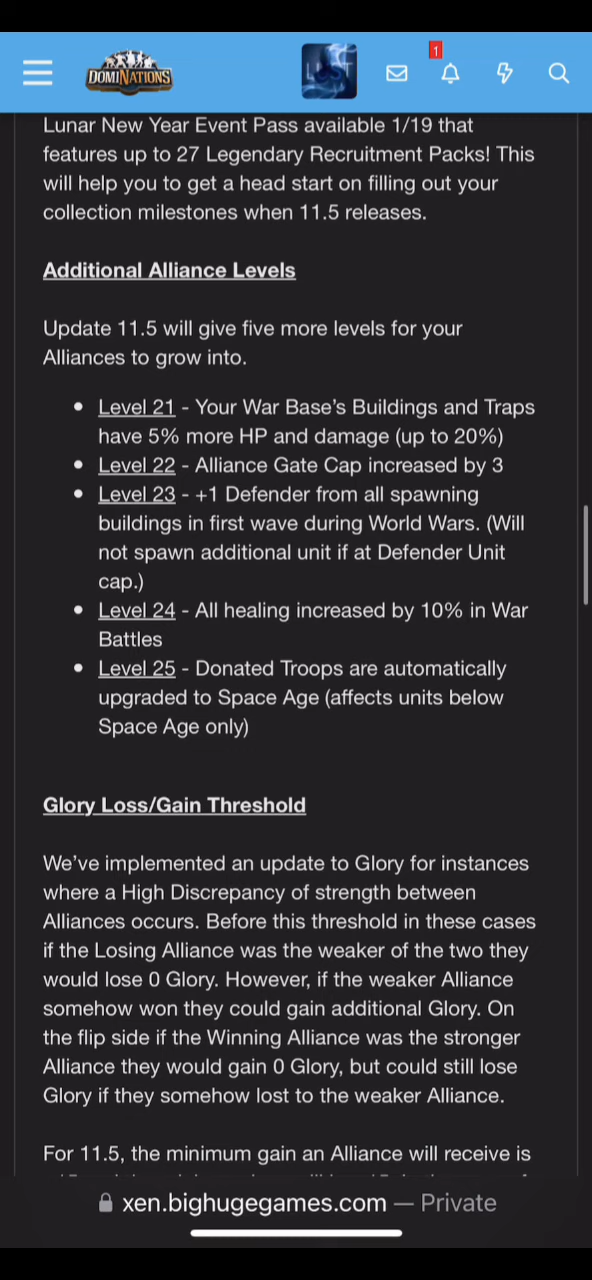 DOMINATIONS
LUST
1
Lunar New Year Event Pass available 1/19 that
features up to 27 Legendary Recruitment Packs! This
will help you to get a head start on filling out your
collection milestones when 11.5 releases.
Additional Alliance Levels
Update 11.5 will give five more levels for your
Alliances to grow into.
• Level 21 - Your War Base’s Buildings and Traps
have 5% more HP and damage (up to 20%)
• Level 22 - Alliance Gate Cap increased by 3
• Level 23 - +1 Defender from all spawning
buildings in first wave during World Wars. (Will
not spawn additional unit if at Defender Unit
cap.)
• Level 24 - All healing increased by 10% in War
Battles
• Level 25 - Donated Troops are automatically
upgraded to Space Age (affects units below
Space Age only)
Glory Loss/Gain Threshold
We’ve implemented an update to Glory for instances
where a High Discrepancy of strength between
Alliances occurs. Before this threshold in these cases
if the Losing Alliance was the weaker of the two they
would lose 0 Glory. However, if the weaker Alliance
somehow won they could gain additional Glory. On
the flip side if the Winning Alliance was the stronger
Alliance they would gain 0 Glory, but could still lose
Glory if they somehow lost to the weaker Alliance.
For 11.5, the minimum gain an Alliance will receive is
xen.bighugegames.com — Private